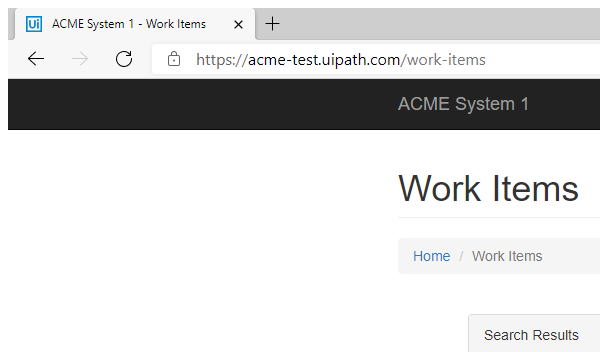 Ui ACME System 1 - Work Items
https://acme-test.uipath.com/work-items
ACME System 1
Work Items
Home / Work Items
Search Results